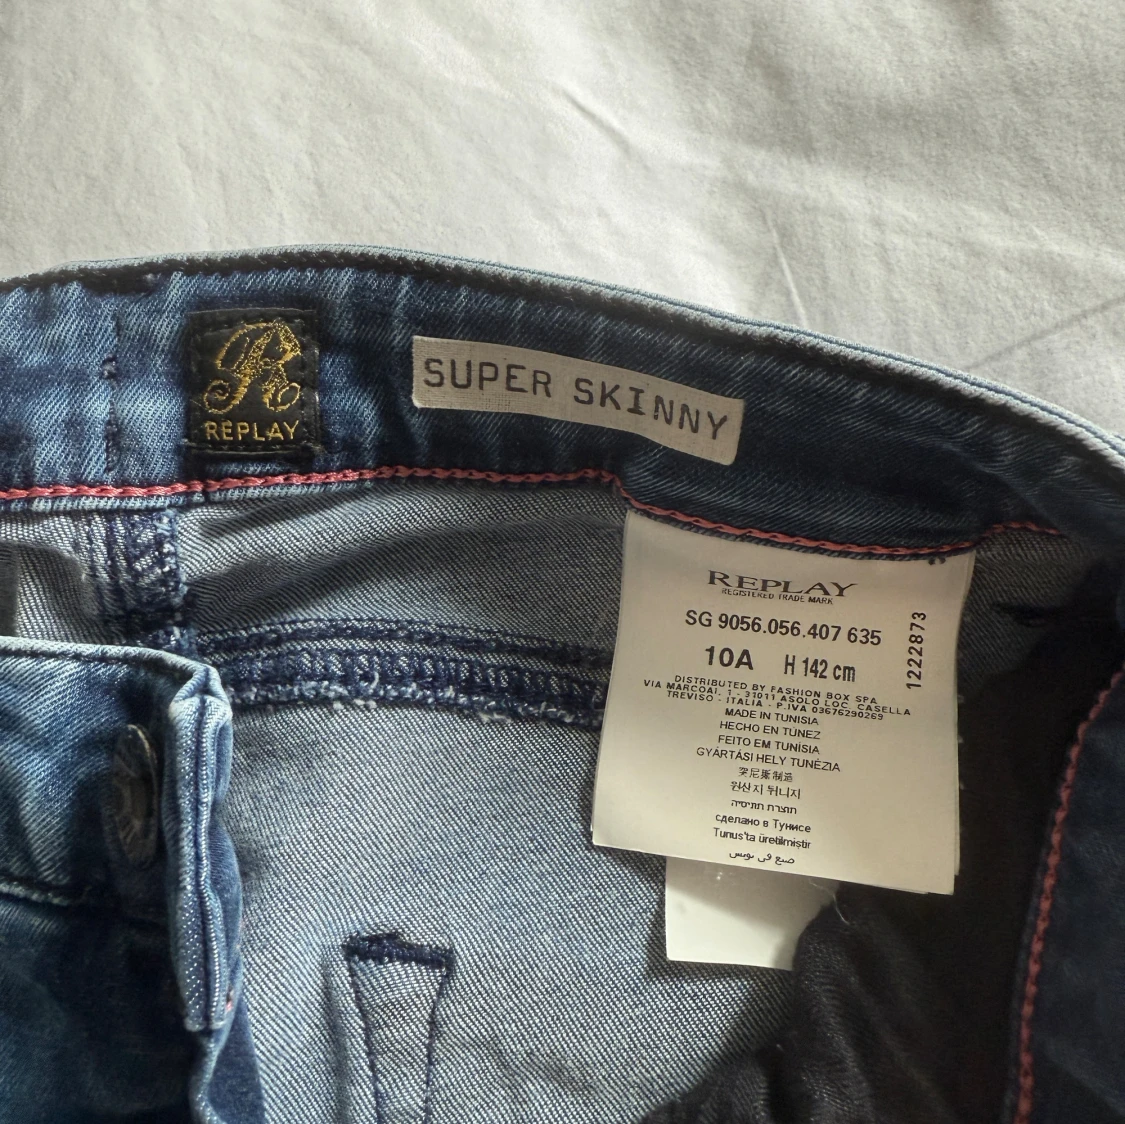 REPLAY
SUPER SKINNY
REPLAY
REGISTERED TRADE MARK
SG 9056.056.407 635
10A H 142 cm
1222873
DISTRIBUTED BY FASHION BOX SPA
VIA MARCOAI, 1 - 31011 ASOLO LOC. CASELLA
TREVISO - ITALIA - P.IVA 03676290269
MADE IN TUNISIA
HECHO EN TUNEZ
FEITO EM TUNÍSIA
GYÁRTÁSI HELY TUNÉZIA
突尼斯制造
원산지 튀니지
сделано в Тунисе
Tunus'ta üretilmiştir
صنع في تونس